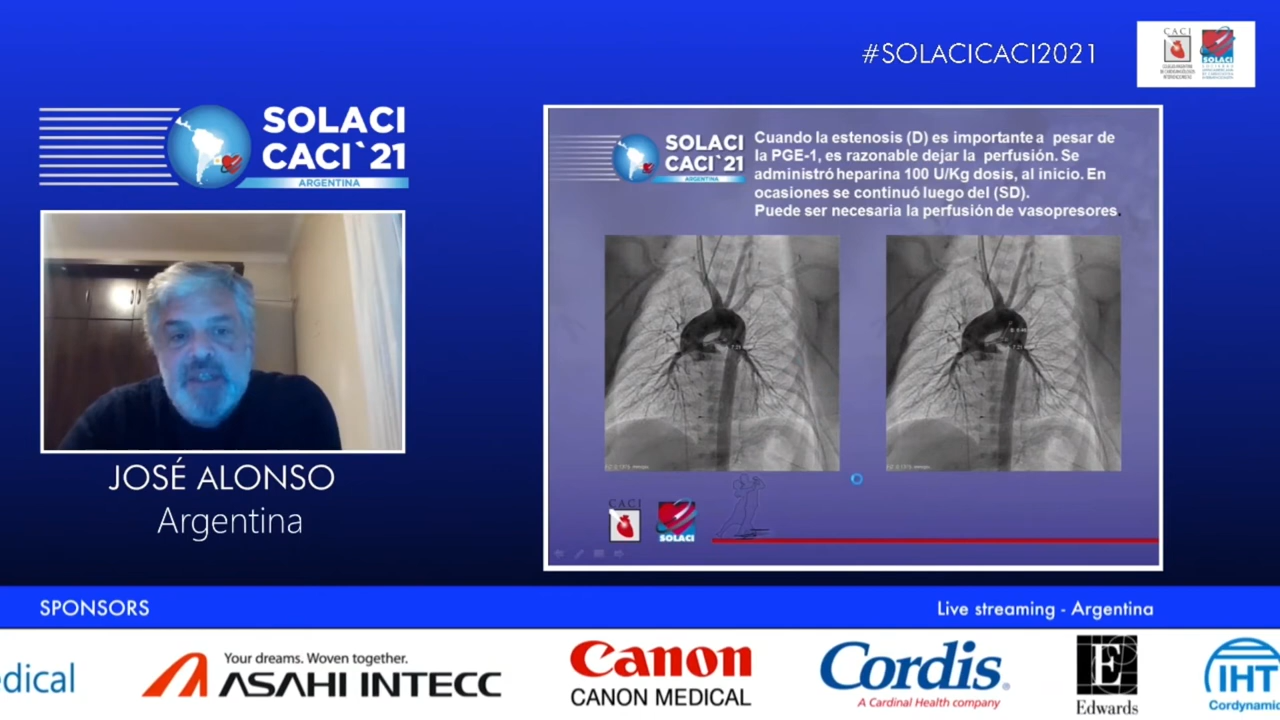 #SOLACICACI2021
CACI
SOLACI
SOLACI
CACI`21
ARGENTINA
JOSÉ ALONSO
Argentina
SOLACI
CACI`21
ARGENTINA
Cuando la estenosis (D) es importante a pesar de
la PGE-1, es razonable dejar la perfusión. Se
administró heparina 100 U/Kg dosis, al inicio. En
ocasiones se continuó luego del (SD).
Puede ser necesaria la perfusión de vasopresores.
CACI
SOLACI
SPONSORS
Live streaming - Argentina
edical
Your dreams. Woven together.
ASAHI INTECC
Canon
CANON MEDICAL
Cordis®
A Cardinal Health company
E
Edwards
IHT
Cordynamic